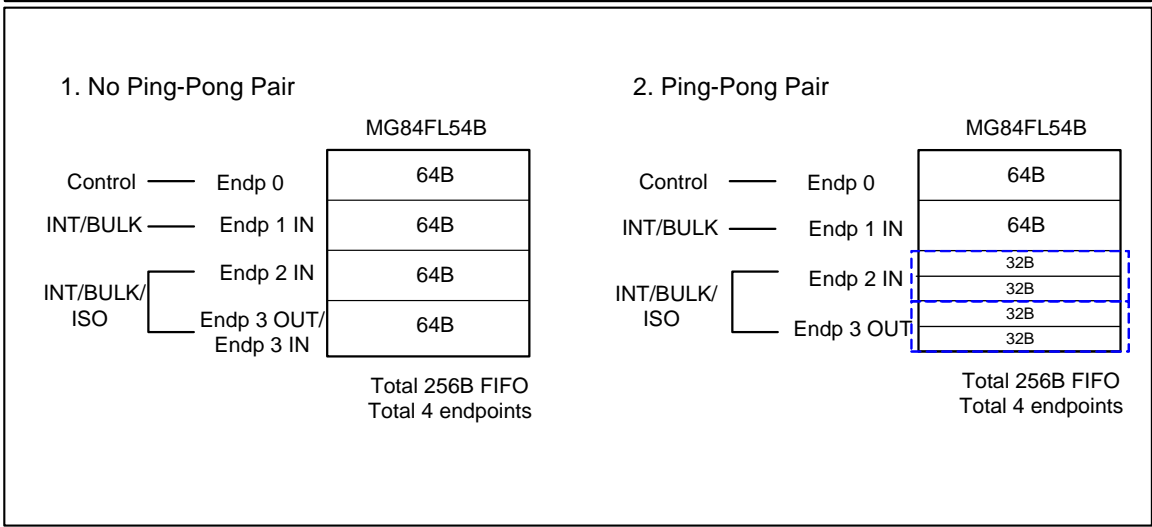 1. No Ping-Pong Pair
MG84FL54B
Control
Endp 0
64B
INT/BULK
Endp 1 IN
64B
INT/BULK/
ISO
Endp 2 IN
64B
Endp 3 OUT/
Endp 3 IN
64B
Total 256B FIFO
Total 4 endpoints
2. Ping-Pong Pair
MG84FL54B
Control
Endp 0
64B
INT/BULK
Endp 1 IN
64B
INT/BULK/
ISO
Endp 2 IN
32B
32B
Endp 3 OUT
32B
32B
Total 256B FIFO
Total 4 endpoints